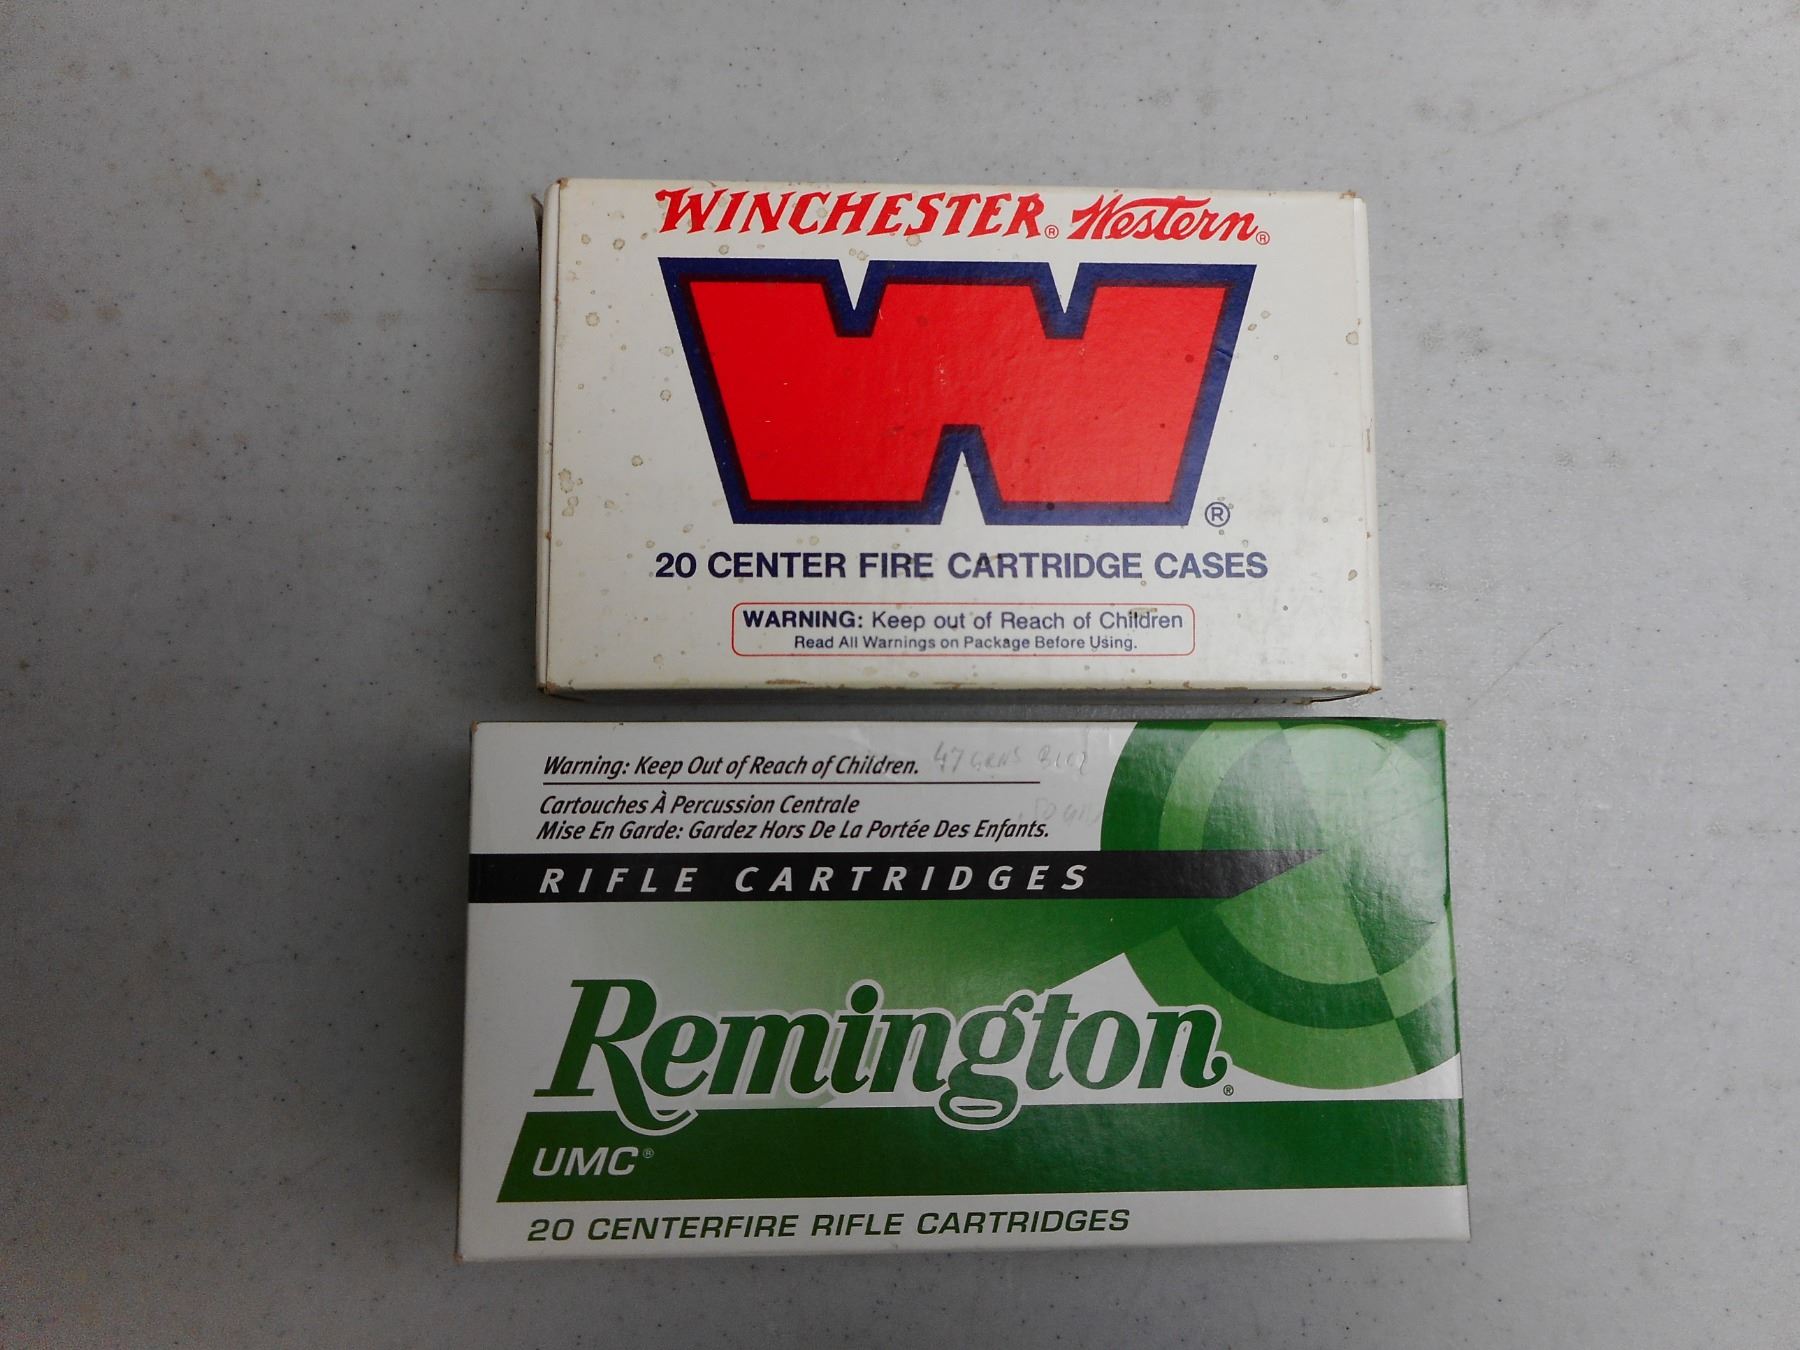 WINCHESTER® Western®
W
®
20 CENTER FIRE CARTRIDGE CASES
WARNING: Keep out of Reach of Children
Read All Warnings on Package Before Using.
Warning: Keep Out of Reach of Children. 47 GRNS
Cartouches À Percussion Centrale
Mise En Garde: Gardez Hors De La Portée Des Enfants.
RIFLE CARTRIDGES
Remington®
UMC®
20 CENTERFIRE RIFLE CARTRIDGES